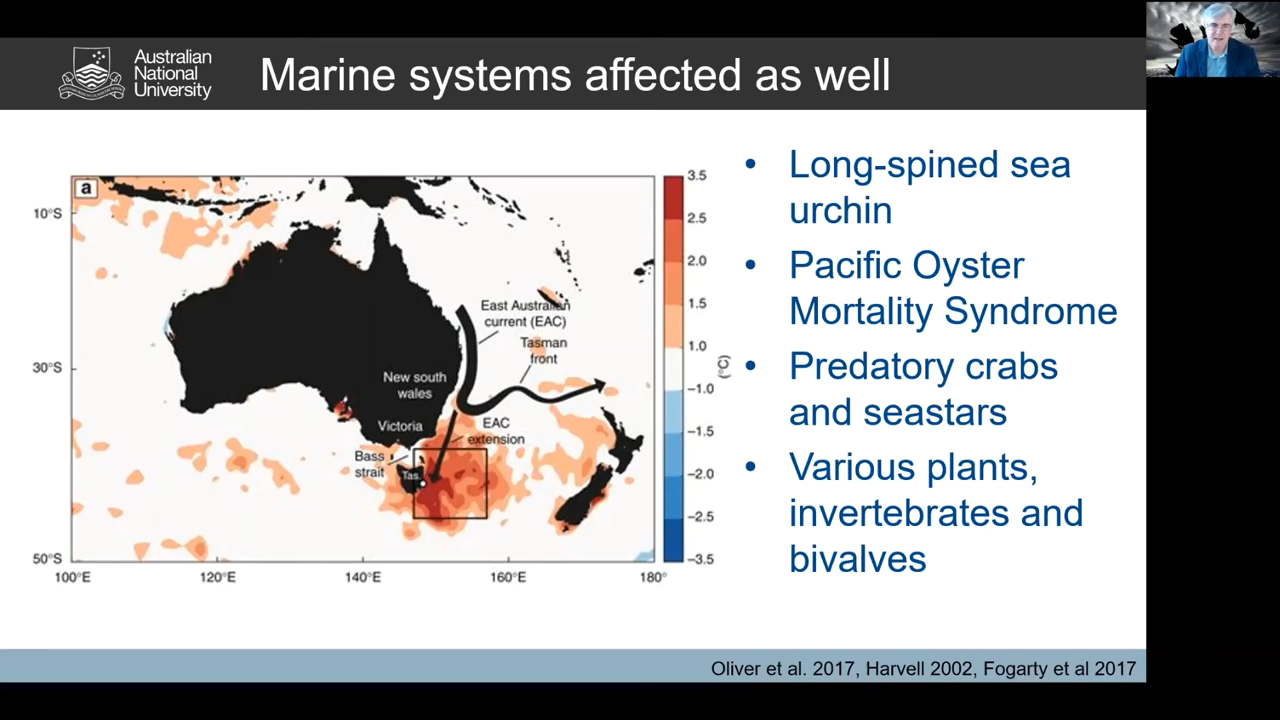 Australian
National
University
Marine systems affected as well
a
10°S
30°S
50°S
100°E
120°E
140°E
160°E
180°
East Australian
current (EAC)
Tasman
front
New south
wales
Victoria
EAC
extension
Bass
strait
Tas.
3.5
2.5
2.0
1.5
1.0
–1.0
–1.5
–2.0
–2.5
–3.5
(°C)
• Long-spined sea
urchin
• Pacific Oyster
Mortality Syndrome
• Predatory crabs
and seastars
• Various plants,
invertebrates and
bivalves
Oliver et al. 2017, Harvell 2002, Fogarty et al 2017